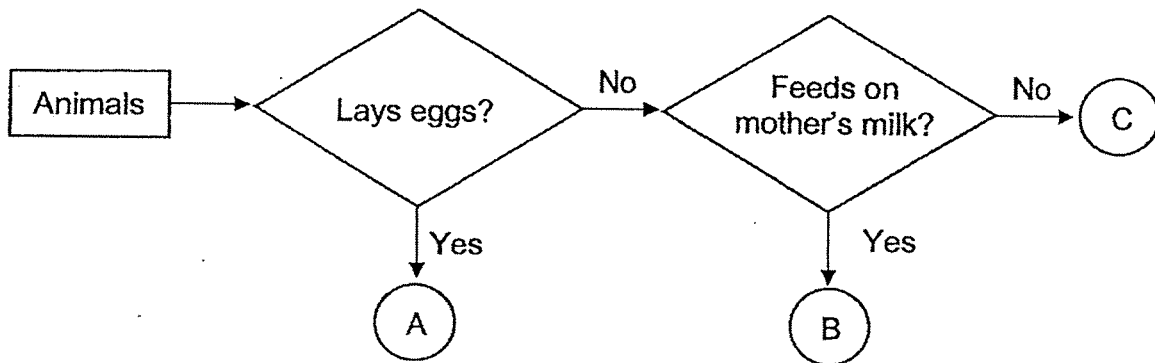 Animals
Lays eggs?
No
Feeds on
mother's milk?
No
C
Yes
A
Yes
B